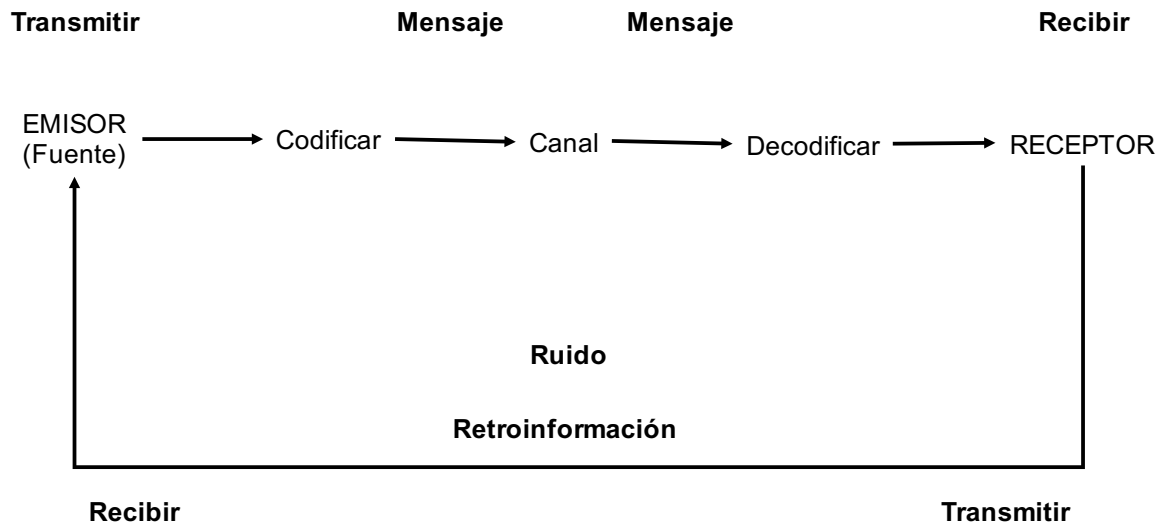 Transmitir Mensaje Mensaje Recibir
EMISOR
(Fuente)
Codificar
Canal
Decodificar
RECEPTOR
Ruido
Retroinformación
Recibir Transmitir